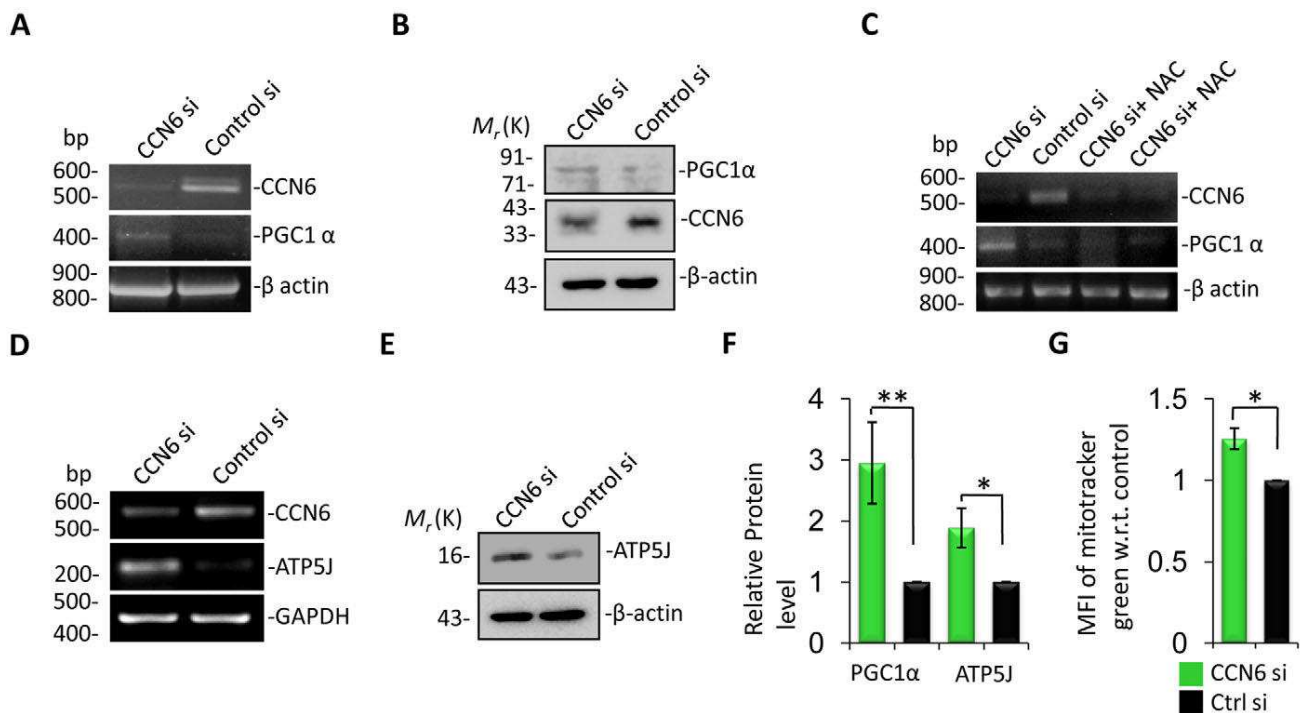 A
CCN6 si
Control si
bp
600-
500-
-CCN6
400-
-PGC1 α
900-
800-
-β actin
B
CCN6 si
Control si
Mr(K)
91-
71-
-PGC1α
43-
33-
-CCN6
43-
-β-actin
C
CCN6 si
Control si
CCN6 si+ NAC
CCN6 si+ NAC
bp
600-
500-
-CCN6
400-
-PGC1 α
900-
800-
-β actin
D
CCN6 si
Control si
bp
600-
500-
-CCN6
200-
-ATP5J
500-
400-
-GAPDH
E
CCN6 si
Control si
Mr(K)
16-
-ATP5J
43-
-β-actin
F
Relative Protein
level
4
3
2
1
0
**
*
PGC1α
ATP5J
G
MFI of mitotracker
green w.r.t. control
1.5
1
0.5
0
*
CCN6 si
Ctrl si